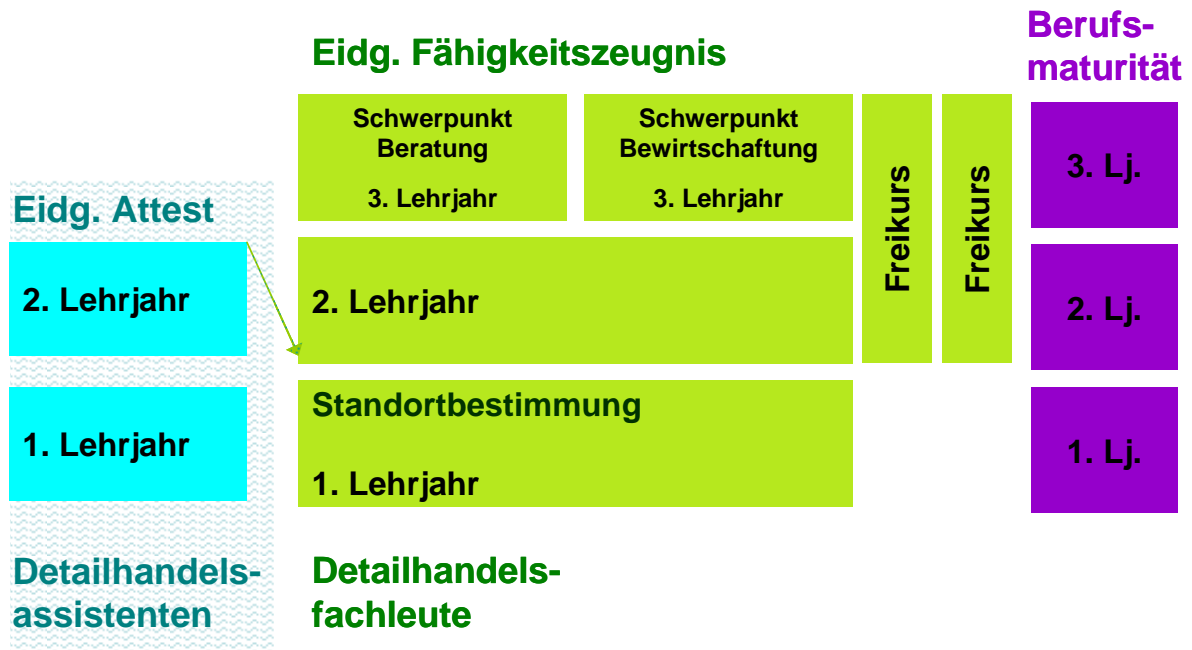 Berufs-
maturität
Eidg. Fähigkeitszeugnis
Schwerpunkt
Beratung
3. Lehrjahr
Schwerpunkt
Bewirtschaftung
3. Lehrjahr
Freikurs
Freikurs
3. Lj.
Eidg. Attest
2. Lehrjahr
2. Lehrjahr
2. Lj.
1. Lehrjahr
Standortbestimmung
1. Lehrjahr
1. Lj.
Detailhandels-
assistenten
Detailhandels-
fachleute